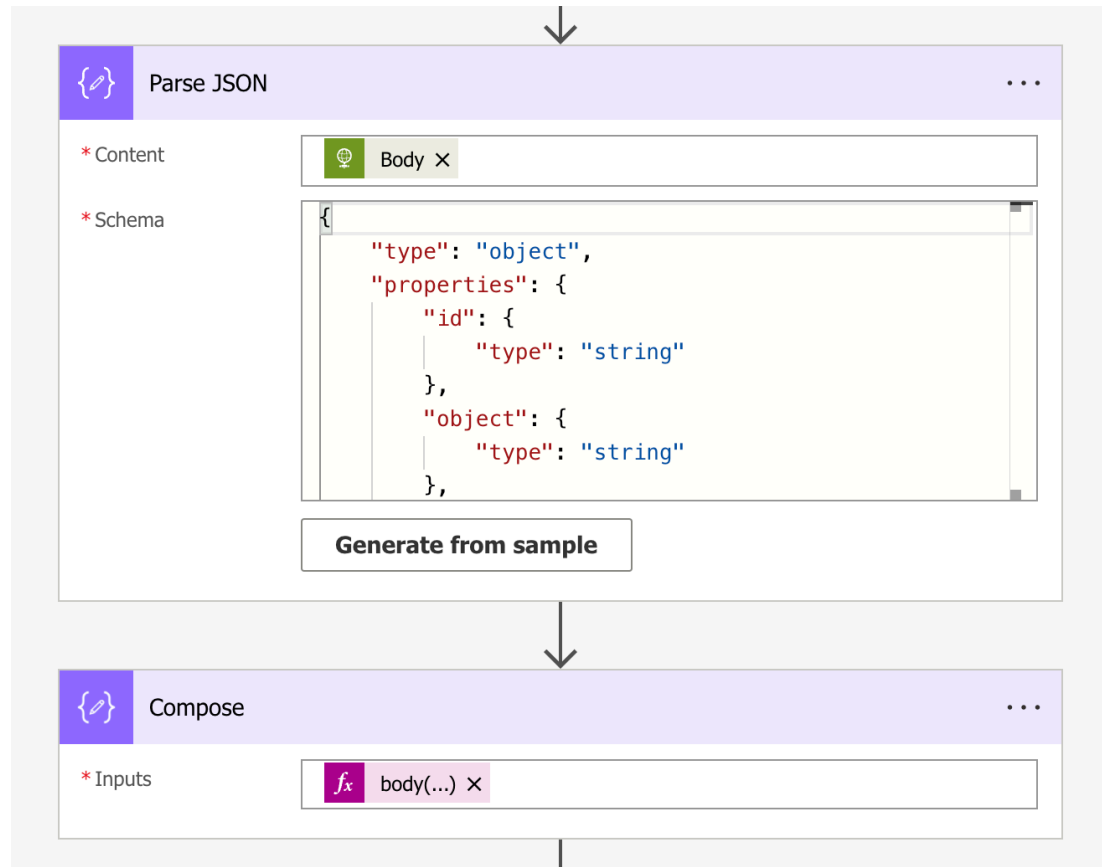 Parse JSON
* Content
Body
* Schema
{
"type": "object",
"properties": {
"id": {
"type": "string"
},
"object": {
"type": "string"
},
Generate from sample
Compose
* Inputs
fx body(...)